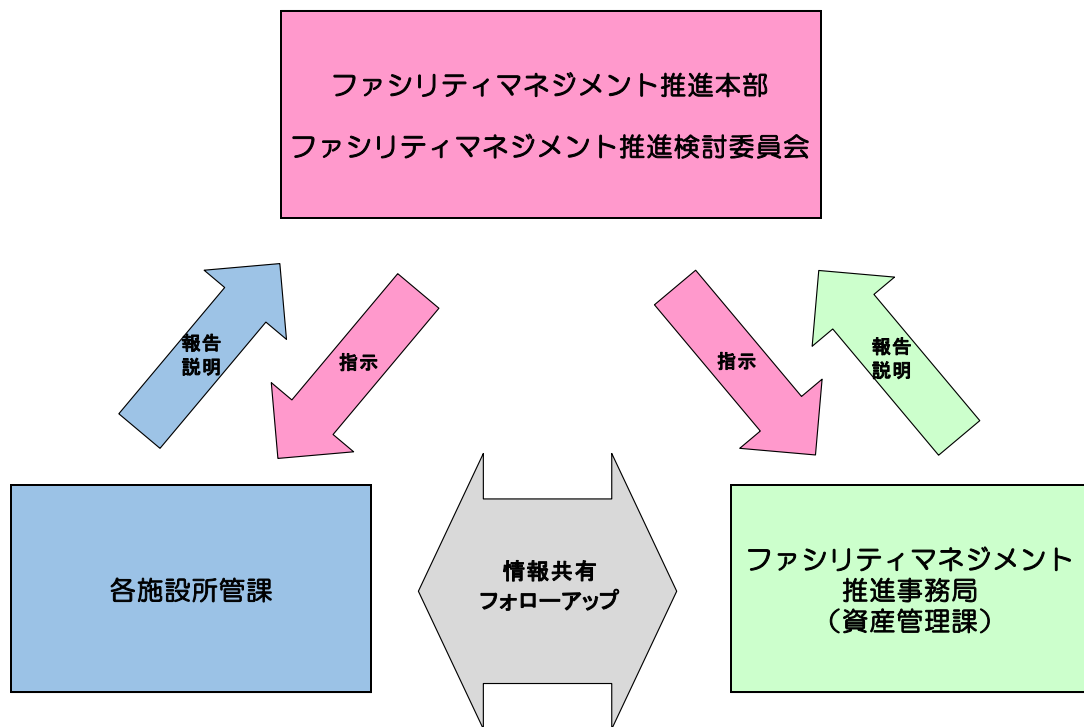 ファシリティマネジメント推進本部
ファシリティマネジメント推進検討委員会
報告
説明
指示
指示
報告
説明
各施設所管課
情報共有
フォローアップ
ファシリティマネジメント
推進事務局
（資産管理課）